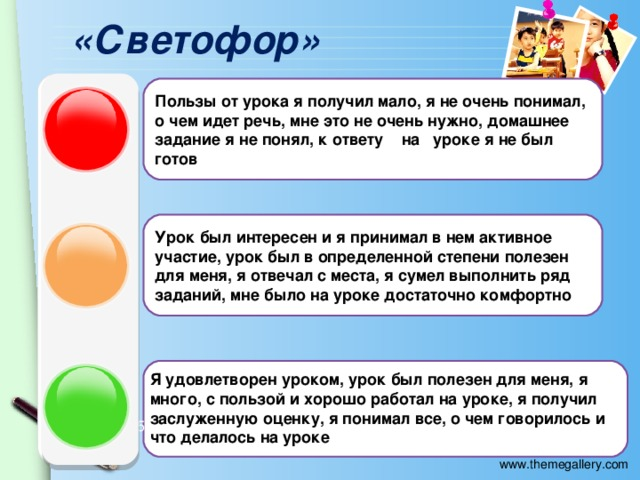 «Светофор»
Пользы от урока я получил мало, я не очень понимал,
о чем идет речь, мне это не очень нужно, домашнее
задание я не понял, к ответу на уроке я не был
готов
Урок был интересен и я принимал в нем активное
участие, урок был в определенной степени полезен
для меня, я отвечал с места, я сумел выполнить ряд
заданий, мне было на уроке достаточно комфортно
Я удовлетворен уроком, урок был полезен для меня, я
много, с пользой и хорошо работал на уроке, я получил
заслуженную оценку, я понимал все, о чем говорилось и
что делалось на уроке
www.themegallery.com